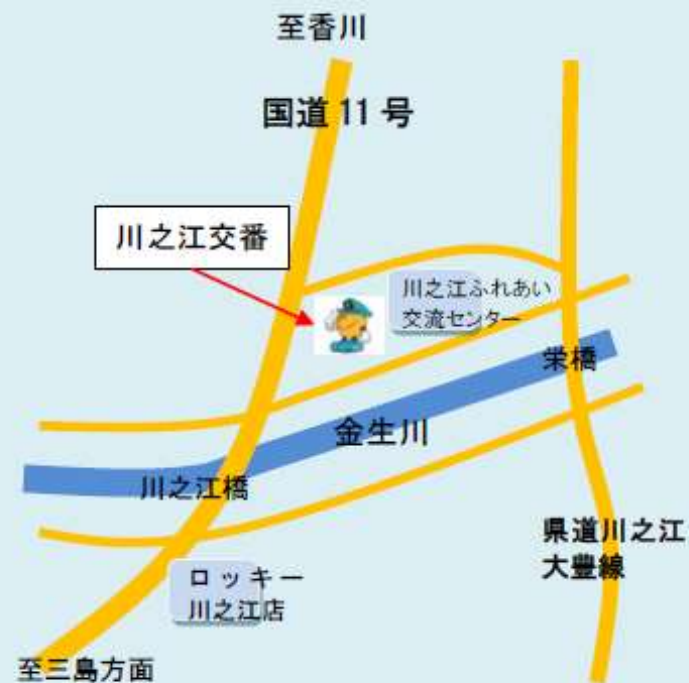 至香川
国道 11 号
川之江交番
川之江ふれあい
交流センター
栄橋
金生川
川之江橋
県道川之江
大豊線
ロッキー
川之江店
至三島方面